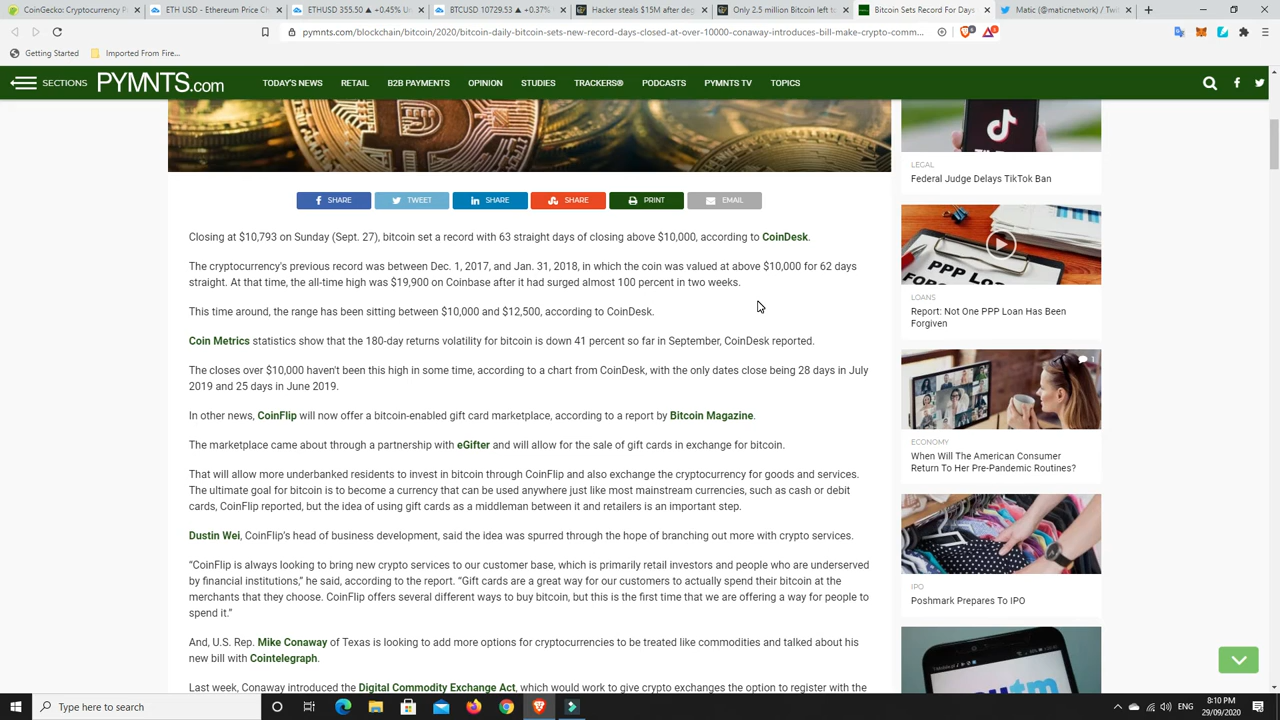 CoinGecko: Cryptocurrency P
ETH USD - Ethereum Price Ch
ETHUSD 355.50 ▲ +0.45% Un
BTCUSD 10729.53 ▲ +0.37%
Hacker steals $15M after dep
Only 2.5 million Bitcoin left to
Bitcoin Sets Record For Days
Matic (@maticnetwork) / Twi
pymnts.com/blockchain/bitcoin/2020/bitcoin-daily-bitcoin-sets-new-record-days-closed-at-over-10000-conaway-introduces-bill-make-crypto-comm...
Getting Started
Imported From Fire...
SECTIONS
PYMNTS.com
TODAY'S NEWS RETAIL B2B PAYMENTS OPINION STUDIES TRACKERS® PODCASTS PYMNTS TV TOPICS
SHARE TWEET SHARE SHARE PRINT EMAIL
Closing at $10,793 on Sunday (Sept. 27), bitcoin set a record with 63 straight days of closing above $10,000, according to CoinDesk.
The cryptocurrency's previous record was between Dec. 1, 2017, and Jan. 31, 2018, in which the coin was valued at above $10,000 for 62 days
straight. At that time, the all-time high was $19,900 on Coinbase after it had surged almost 100 percent in two weeks.
This time around, the range has been sitting between $10,000 and $12,500, according to CoinDesk.
Coin Metrics statistics show that the 180-day returns volatility for bitcoin is down 41 percent so far in September, CoinDesk reported.
The closes over $10,000 haven't been this high in some time, according to a chart from CoinDesk, with the only dates close being 28 days in July
2019 and 25 days in June 2019.
In other news, CoinFlip will now offer a bitcoin-enabled gift card marketplace, according to a report by Bitcoin Magazine.
The marketplace came about through a partnership with eGifter and will allow for the sale of gift cards in exchange for bitcoin.
That will allow more underbanked residents to invest in bitcoin through CoinFlip and also exchange the cryptocurrency for goods and services.
The ultimate goal for bitcoin is to become a currency that can be used anywhere just like most mainstream currencies, such as cash or debit
cards, CoinFlip reported, but the idea of using gift cards as a middleman between it and retailers is an important step.
Dustin Wei, CoinFlip's head of business development, said the idea was spurred through the hope of branching out more with crypto services.
“CoinFlip is always looking to bring new crypto services to our customer base, which is primarily retail investors and people who are underserved
by financial institutions,” he said, according to the report. “Gift cards are a great way for our customers to actually spend their bitcoin at the
merchants that they choose. CoinFlip offers several different ways to buy bitcoin, but this is the first time that we are offering a way for people to
spend it.”
And, U.S. Rep. Mike Conaway of Texas is looking to add more options for cryptocurrencies to be treated like commodities and talked about his
new bill with Cointelegraph.
Last week, Conaway introduced the Digital Commodity Exchange Act, which would work to give crypto exchanges the option to register with the
LEGAL
Federal Judge Delays TikTok Ban
PPP LOAN
FORGIVEN
LOANS
Report: Not One PPP Loan Has Been
Forgiven
1
ECONOMY
When Will The American Consumer
Return To Her Pre-Pandemic Routines?
IPO
Poshmark Prepares To IPO
Type here to search
ENG
8:10 PM
29/09/2020